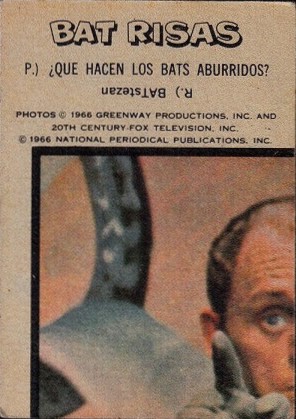 BAT RISAS
P.) ¿QUE HACEN LOS BATS ABURRIDOS?
R.) BATstezan
PHOTOS © 1966 GREENWAY PRODUCTIONS, INC. AND
20TH CENTURY-FOX TELEVISION, INC.
© 1966 NATIONAL PERIODICAL PUBLICATIONS, INC.